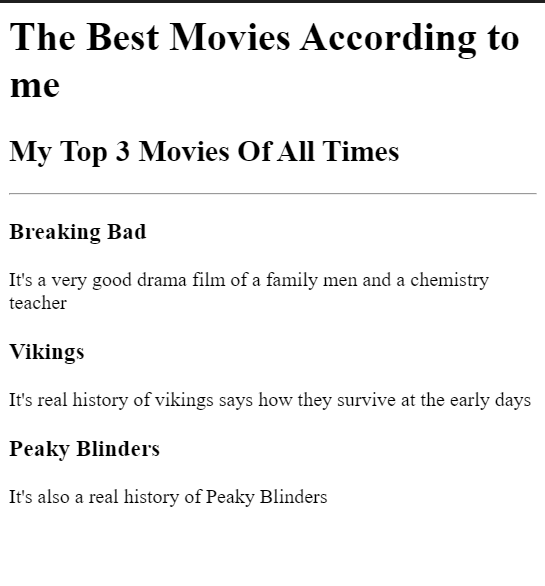 The Best Movies According to
me
My Top 3 Movies Of All Times
Breaking Bad
It's a very good drama film of a family men and a chemistry
teacher
Vikings
It's real history of vikings says how they survive at the early days
Peaky Blinders
It's also a real history of Peaky Blinders